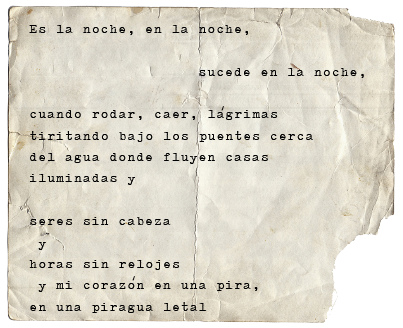 Es la noche, en la noche,
sucede en la noche,
cuando rodar, caer, lágrimas
tiritando bajo los puentes cerca
del agua donde fluyen casas
iluminadas y
seres sin cabeza
y
horas sin relojes
y mi corazón en una pira,
en una piragua letal